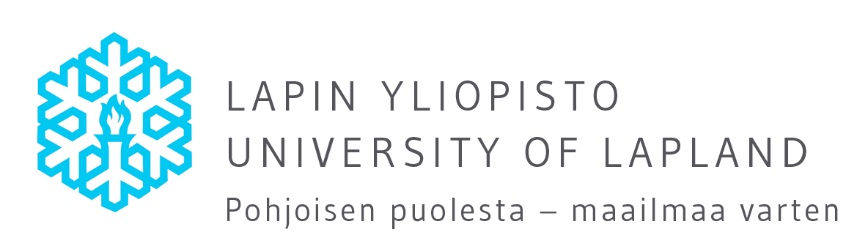 LAPIN YLIOPISTO
UNIVERSITY OF LAPLAND
Pohjoisen puolesta – maailmaa varten